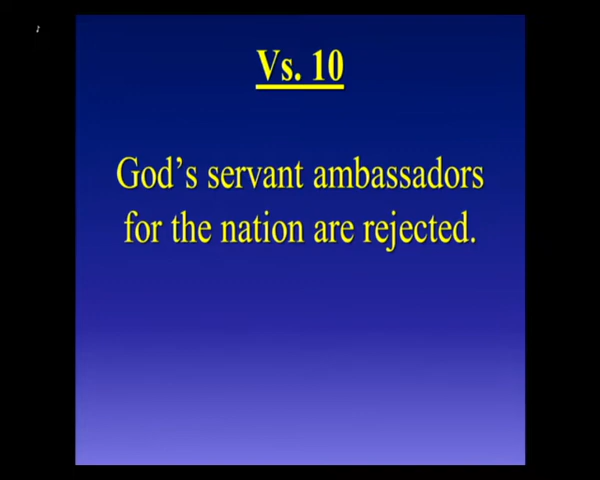 Vs. 10
God's servant ambassadors
for the nation are rejected.